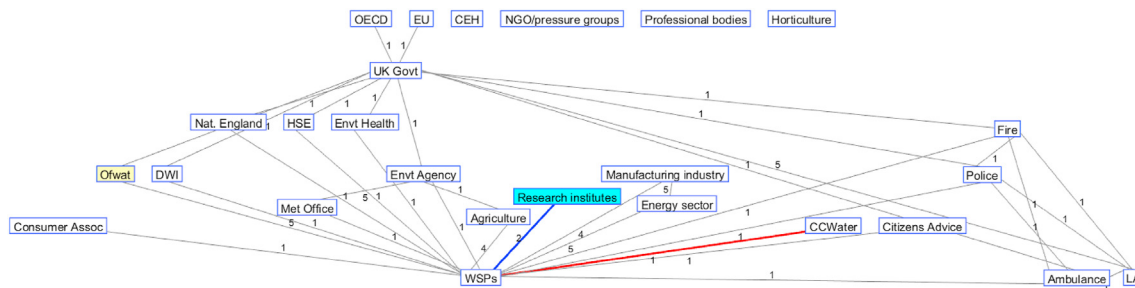 OECD EU CEH NGO/pressure groups Professional bodies Horticulture
1 1
UK Govt
1 1 1
1 1
Nat. England HSE Envt Health 1 1 Fire
1 1
Ofwat DWI Envt Agency Manufacturing industry 1 5 Police
1 5 1 1 Research institutes 5
Met Office Agriculture Energy sector 1 1
Consumer Assoc 5 1 1 1 4 2 4 1 CCWater Citizens Advice
1 5 1 1 1
WSPs 1 Ambulance LA